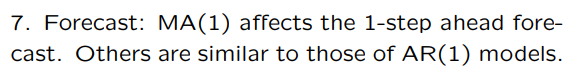 7. Forecast: MA(1) affects the 1-step ahead fore-
cast. Others are similar to those of AR(1) models.